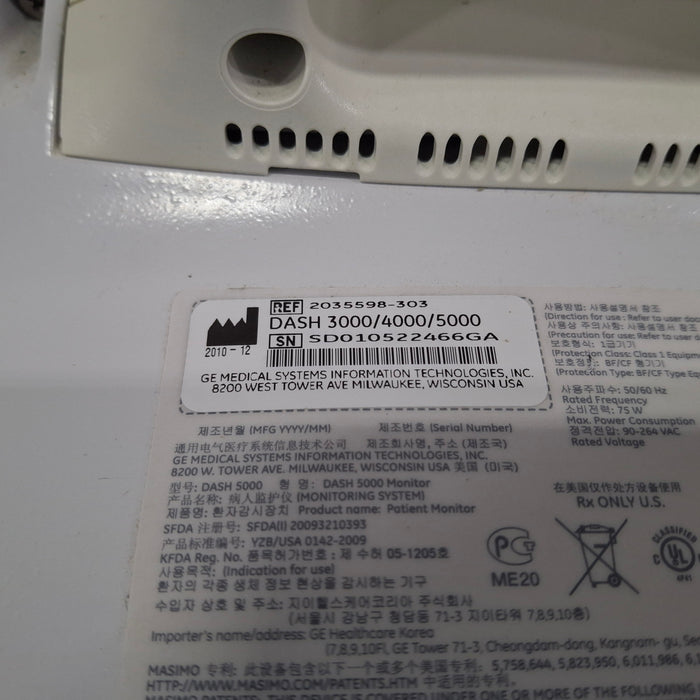 REF 2035598-303
DASH 3000/4000/5000
2010-12
SN SD010522466GA
GE MEDICAL SYSTEMS INFORMATION TECHNOLOGIES, INC.
8200 WEST TOWER AVE MILWAUKEE, WISCONSIN USA
사용방법: 사용설명서 참조
(Direction for use : Refer to user
사용상 주의사항: 사용설명서 참조
(Precaution for use: Refer to user
보호형식: 1급기기
(Protection Class: Class 1 Equipment
보호정도: BF/CF 형기기
(Protection Type: BF/CF Type
사용주파수: 50/60 Hz
Rated Frequency
소비전력: 75 W
Max. Power Consumption
정격전압: 90-264 VAC
Rated Voltage
제조년월 (MFG YYYY/MM) 제조번호 (Serial Number)
通用电气医疗系统信息技术公司 제조회사명, 주소 (제조국)
GE MEDICAL SYSTEMS INFORMATION TECHNOLOGIES, INC.
8200 W. TOWER AVE. MILWAUKEE, WISCONSIN USA 美国 (미국)
型号: DASH 5000 형 명: DASH 5000 Monitor
产品名称: 病人监护仪 (MONITORING SYSTEM)
제품명: 환자감시장치 Product name: Patient Monitor
SFDA 注册号: SFDA(I) 20093210393
产品标准编号: YZB/USA 0142-2009
KFDA Reg. No. 품목허가번호 : 제 수허 05-1205호
사용목적: (Indication for use)
환자의 각종 생체 정보 현상을 감시하는 기구
在美国仅作处方设备使用
Rx ONLY U.S.
ME20
CLASSIFIED
UL
수입자 상호 및 주소: 지이헬스케어코리아 주식회사
(서울시 강남구 청담동 71-3 지이타워 7,8,9,10층)
Importer's name/address: GE Healthcare Korea
(7,8,9,10Fl, GE Tower 71-3, Cheongdam-dong, Kangnam- gu,
MASIMO 专利: 此设备包含以下一个或多个美国专利: 5,758,644, 5,823,950, 6,011,986,
HTTP://WWW.MASIMO.COM/PATENTS.HTM 中适用的专利.
MASIMO PATENTS: THIS DEVICE IS COVERED UNDER ONE OR MORE OF THE FOLLOWING